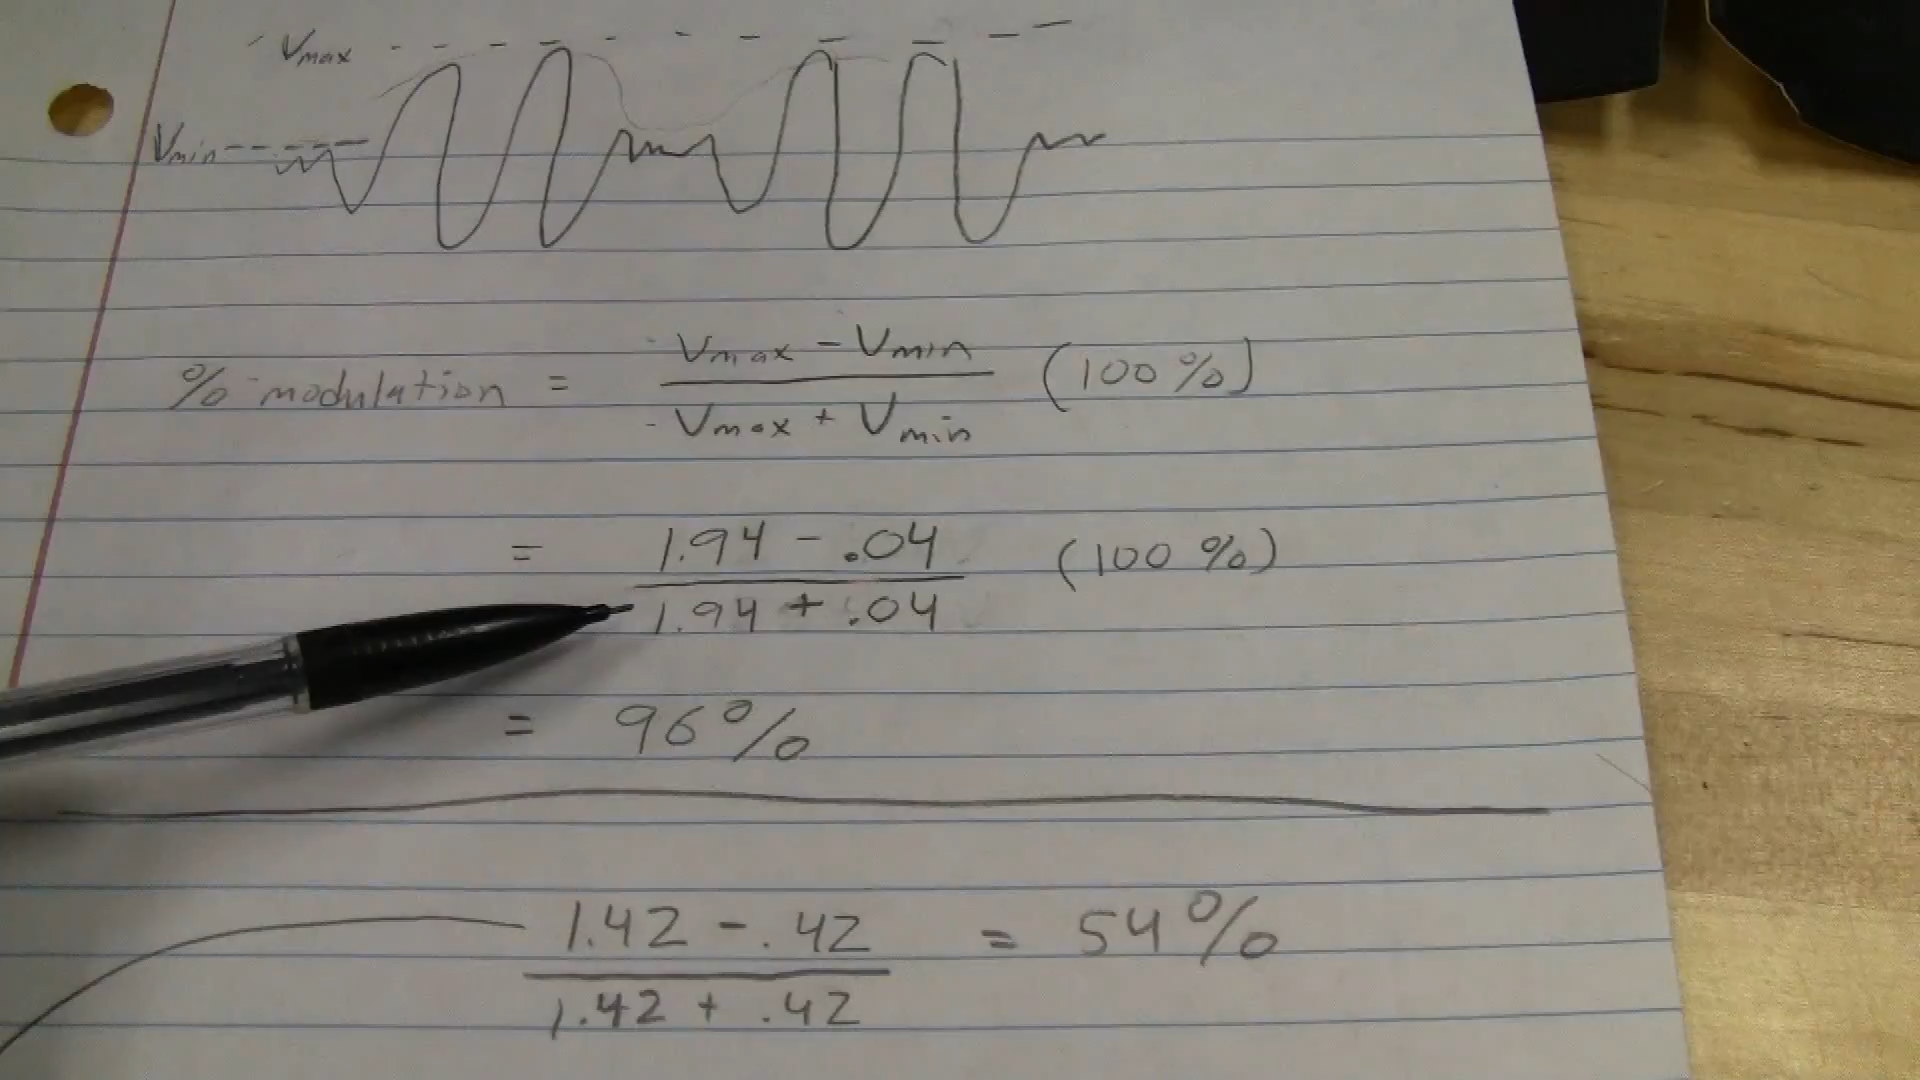 Vmax
Vmin
% modulation = Vmax - Vmin (100%)
Vmax + Vmin
= 1.94 - .04 (100 %)
1.94 + .04
= 96%
1.42 - .42 = 54%
1.42 + .42